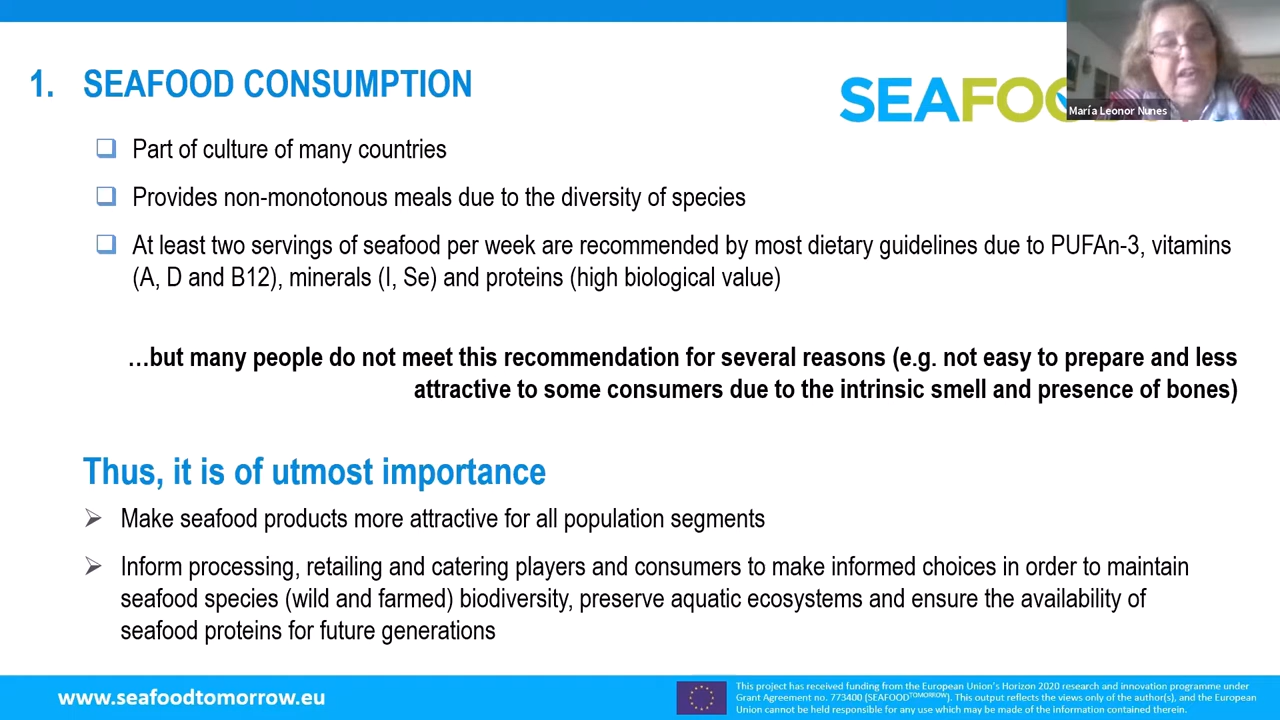 1. SEAFOOD CONSUMPTION
SEAFOO
María Leonor Nunes
❑ Part of culture of many countries
❑ Provides non-monotonous meals due to the diversity of species
❑ At least two servings of seafood per week are recommended by most dietary guidelines due to PUFAn-3, vitamins
(A, D and B12), minerals (I, Se) and proteins (high biological value)
…but many people do not meet this recommendation for several reasons (e.g. not easy to prepare and less
attractive to some consumers due to the intrinsic smell and presence of bones)
Thus, it is of utmost importance
➢ Make seafood products more attractive for all population segments
➢ Inform processing, retailing and catering players and consumers to make informed choices in order to maintain
seafood species (wild and farmed) biodiversity, preserve aquatic ecosystems and ensure the availability of
seafood proteins for future generations
www.seafoodtomorrow.eu
This project has received funding from the European Union's Horizon 2020 research and innovation programme under
Grant Agreement no. 773400 (SEAFOODTOMORROW). This output reflects the views only of the author(s), and the European
Union cannot be held responsible for any use which may be made of the information contained therein.